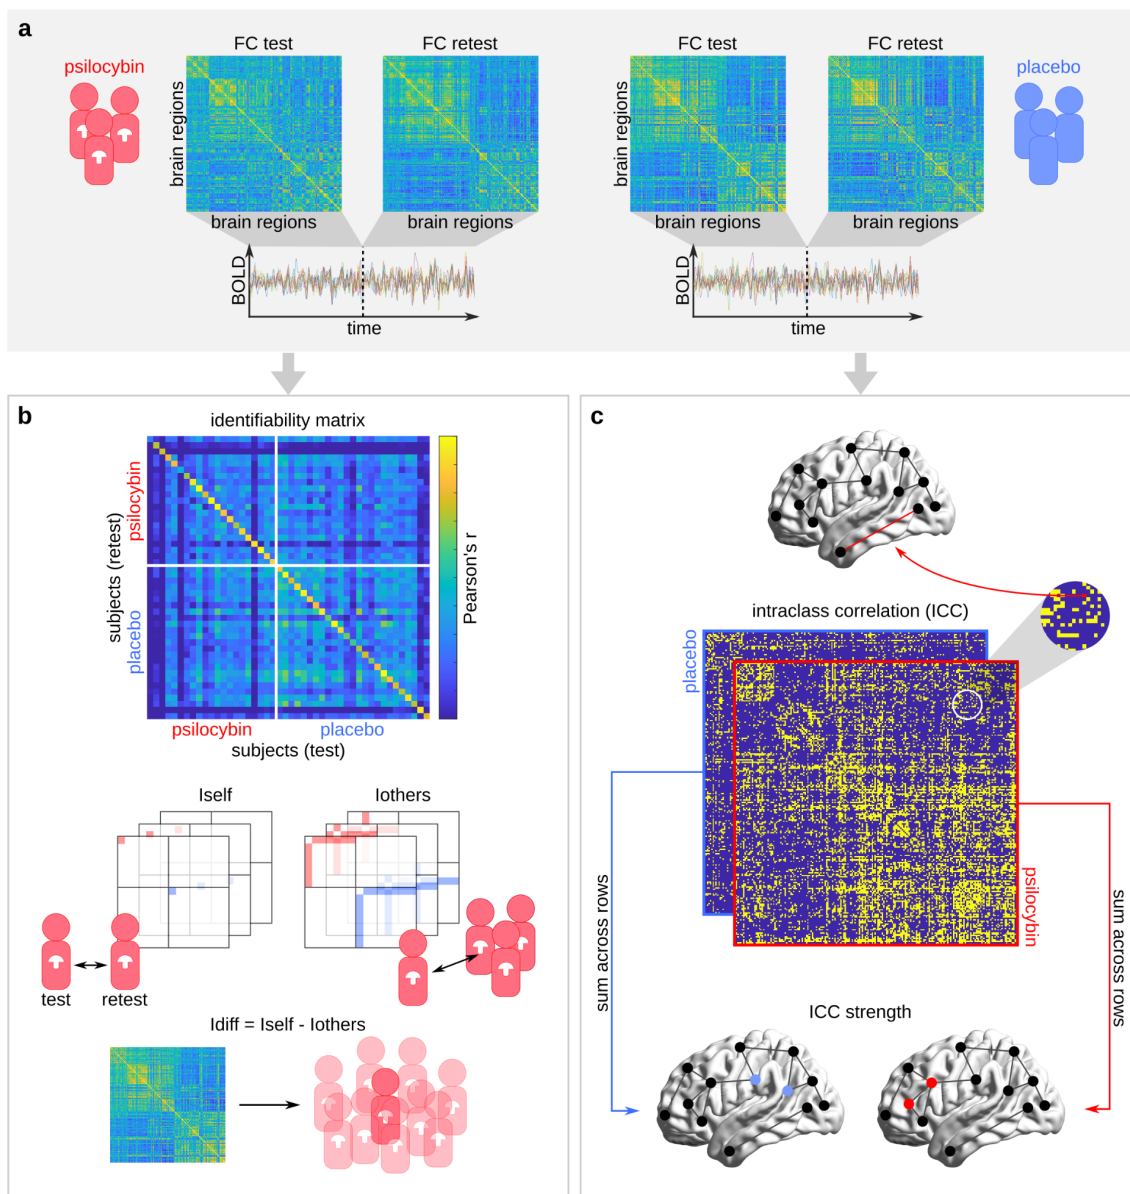 a
psilocybin
FC test
FC retest
brain regions
brain regions
brain regions
BOLD
time
FC test
FC retest
placebo
brain regions
brain regions
brain regions
BOLD
time
b
identifiability matrix
subjects (retest)
psilocybin
placebo
Pearson's r
psilocybin
placebo
subjects (test)
Iself
Iothers
test
retest
Idiff = Iself - Iothers
c
intraclass correlation (ICC)
placebo
psilocybin
sum across rows
sum across rows
ICC strength